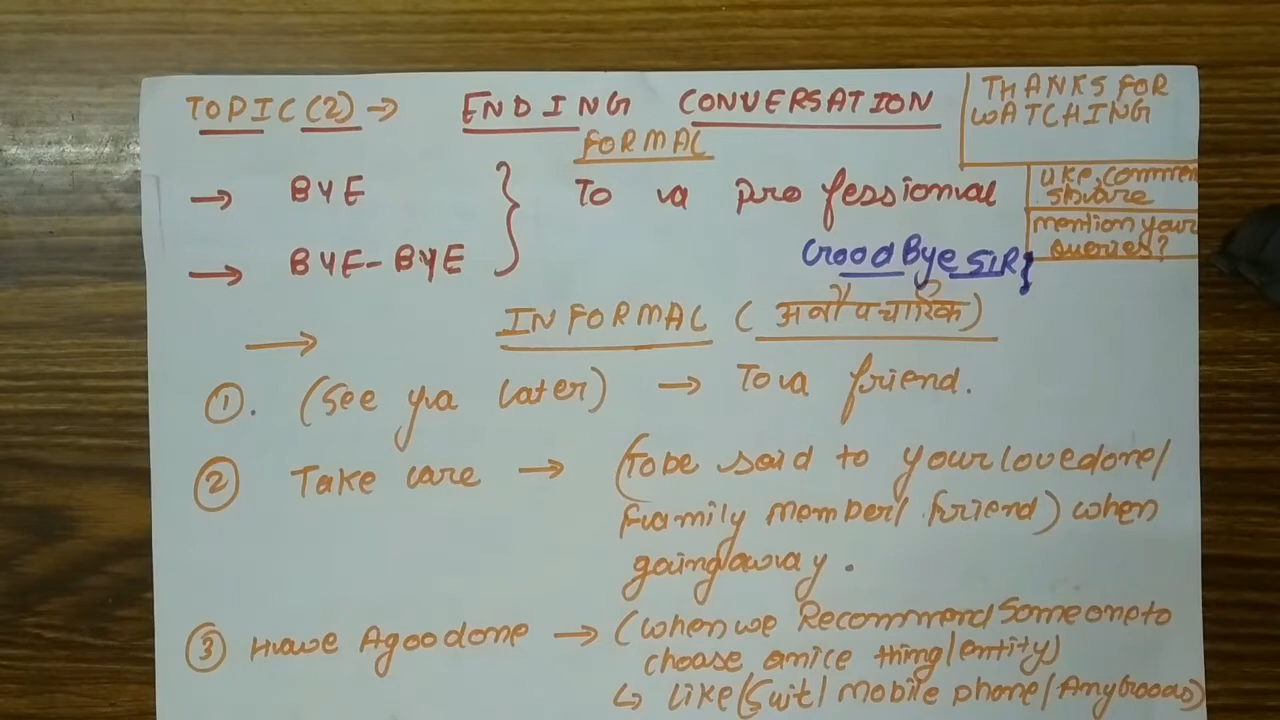 TOPIC (2) → ENDING CONVERSATION
THANKS FOR
WATCHING
FORMAL
→ BYE } To a professional
Like, commen
share
mention your
queries?
→ BYE-BYE
Good Bye SIR}
→ INFORMAL (अनौपचारिक)
①. (See ya later) → To a friend.
② Take care → (To be said to your loved one/
family member/ friend) when
going away.
③ Have A good one → (when we Recommend Someone to
choose a nice thing/entity)
↳ Like (Suit/ Mobile phone/ Any Goods)